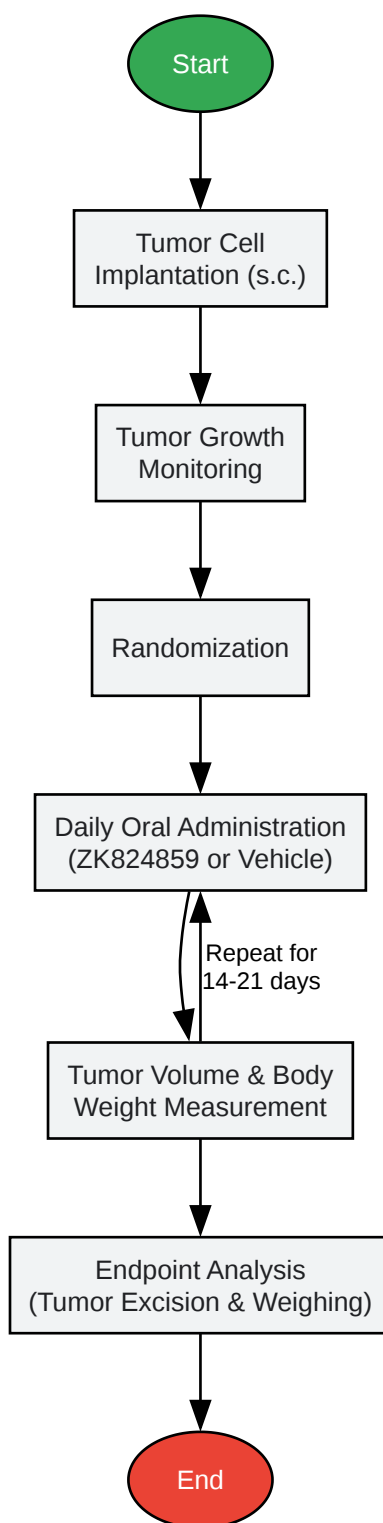 Start
Tumor Cell
Implantation (s.c.)
Tumor Growth
Monitoring
Randomization
Daily Oral Administration
(ZK824859 or Vehicle)
Repeat for
14-21 days
Tumor Volume & Body
Weight Measurement
Endpoint Analysis
(Tumor Excision & Weighing)
End